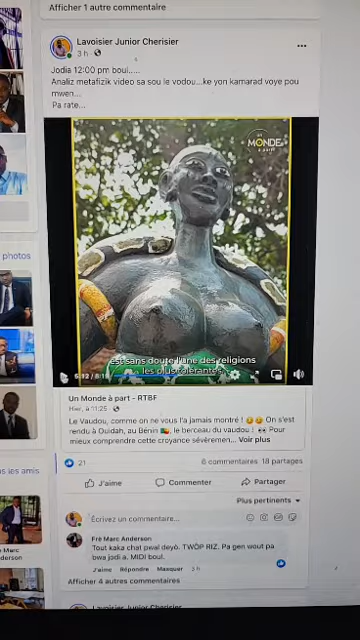 Afficher 1 autre commentaire
Lavoisier Junior Cherisier
3 h
Jodia 12:00 pm boul.....
Analiz metafizik video sa sou le vodou...ke yon kamarad voye pou
mwen...
Pa rate...
UN
MONDE
À PART
est sans doute l'une des religions
les plus tolérantes
photos
Un Monde à part - RTBF
Hier, à 11:25
Le Vaudou, comme on ne vous l'a jamais montré ! On s'est
rendu à Ouidah, au Bénin, le berceau du vaudou ! Pour
mieux comprendre cette croyance sévèremen... Voir plus
21
6 commentaires 18 partages
J'aime
Commenter
Partager
Plus pertinents
us les amis
Écrivez un commentaire...
Frè Marc Anderson
Tout kaka chat pwal deyò. TWÒP RIZ. Pa gen wout pa
bwa jodi a. MIDI boul.
J'aime Répondre Masquer 3 h
Afficher 4 autres commentaires
è Marc
Anderson
Lavoisier Junior Cherisier